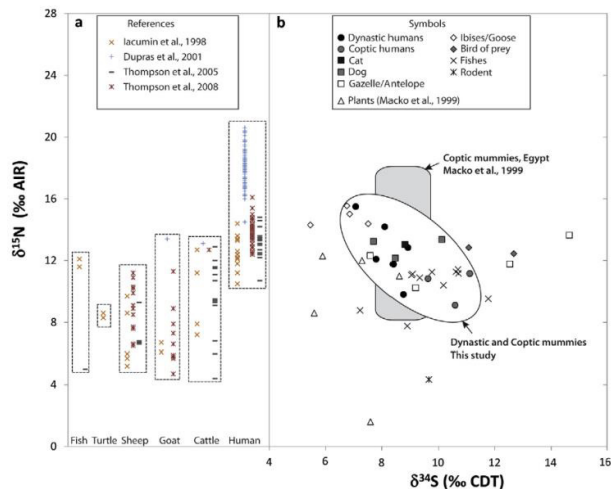 a
References
Iacumin et al., 1998
Dupras et al., 2001
Thompson et al., 2005
Thompson et al., 2008
b
Symbols
Dynastic humans
Coptic humans
Cat
Dog
Gazelle/Antelope
Plants (Macko et al., 1999)
Ibises/Goose
Bird of prey
Fishes
Rodent
Coptic mummies, Egypt
Macko et al., 1999
Dynastic and Coptic mummies
This study
δ¹⁵N (‰ AIR)
28
24
20
16
12
8
4
0
Fish Turtle Sheep Goat Cattle Human
4 6 8 10 12 14 16
δ³⁴S (‰ CDT)